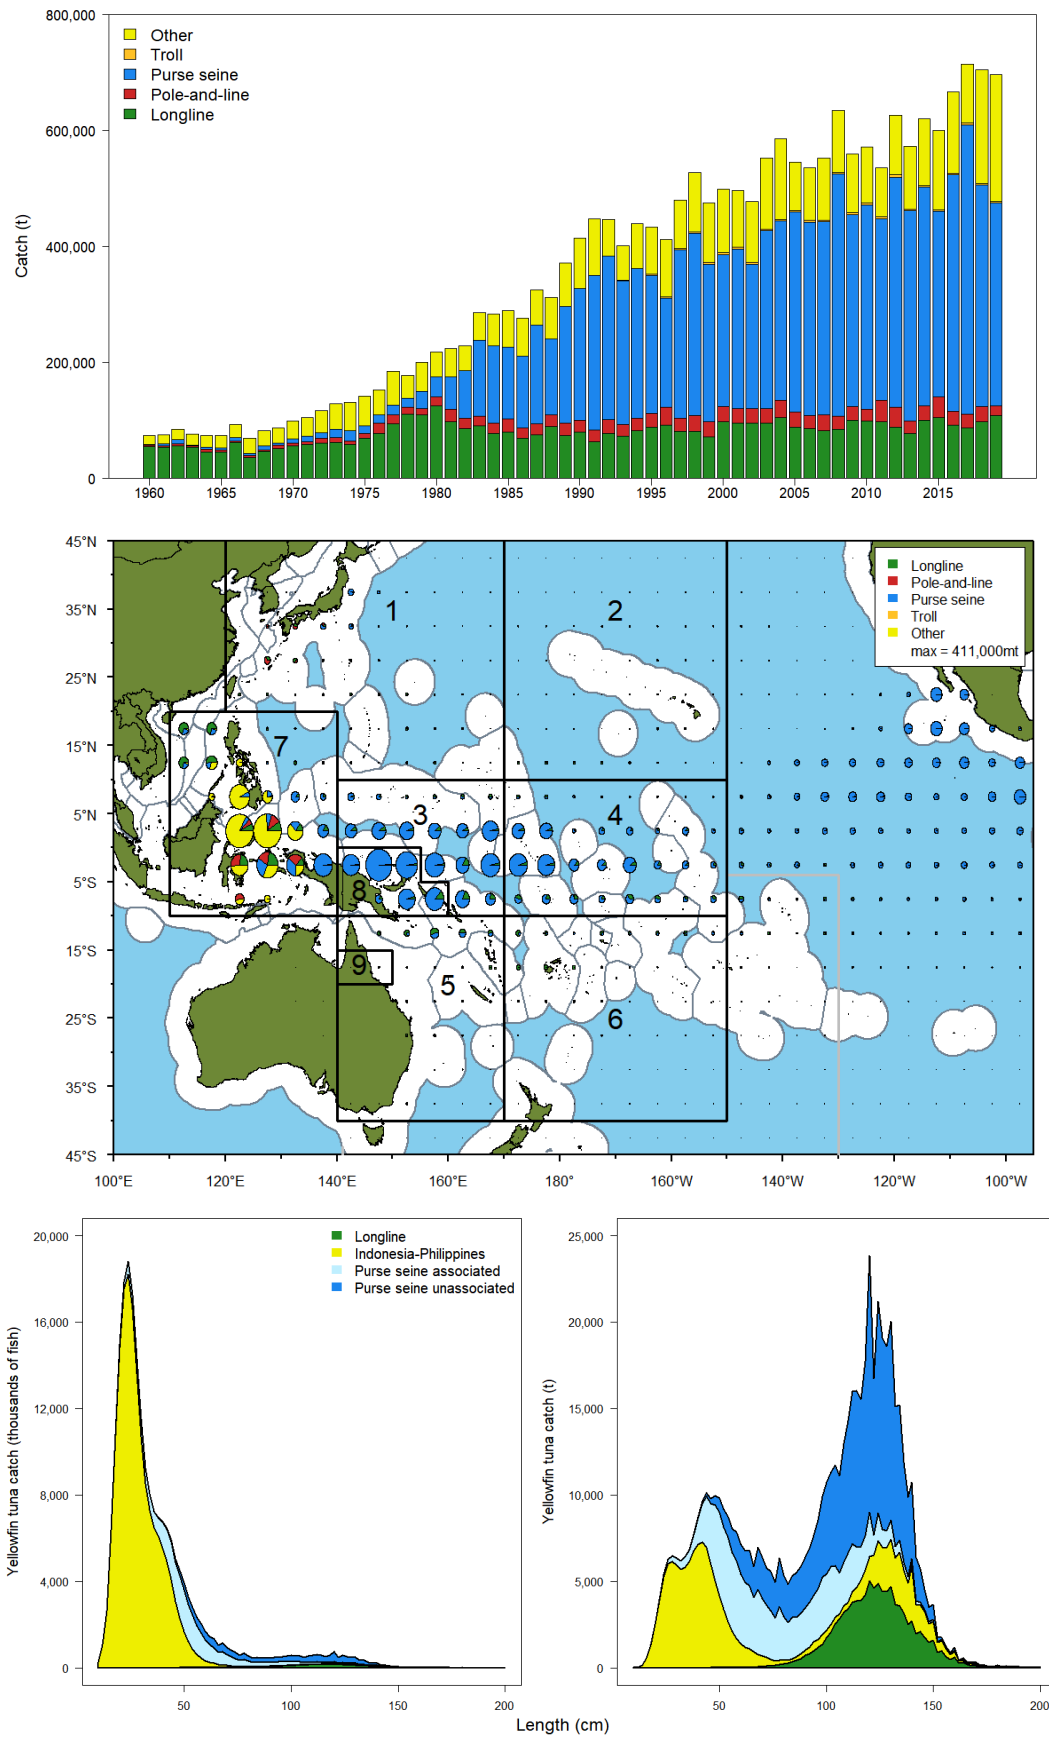 800,000
600,000
400,000
200,000
0
Catch (t)
Other
Troll
Purse seine
Pole-and-line
Longline
1960 1965 1970 1975 1980 1985 1990 1995 2000 2005 2010 2015
45°N
35°N
25°N
15°N
5°N
5°S
15°S
25°S
35°S
45°S
1 2
7
3 4
8
9
5
6
Longline
Pole-and-line
Purse seine
Troll
Other
max = 411,000mt
100°E 120°E 140°E 160°E 180° 160°W 140°W 120°W 100°W
Yellowfin tuna catch (thousands of fish)
20,000
16,000
12,000
8,000
4,000
0
Longline
Indonesia-Philippines
Purse seine associated
Purse seine unassociated
50 100 150 200
Yellowfin tuna catch (t)
25,000
20,000
15,000
10,000
5,000
0
50 100 150 200
Length (cm)